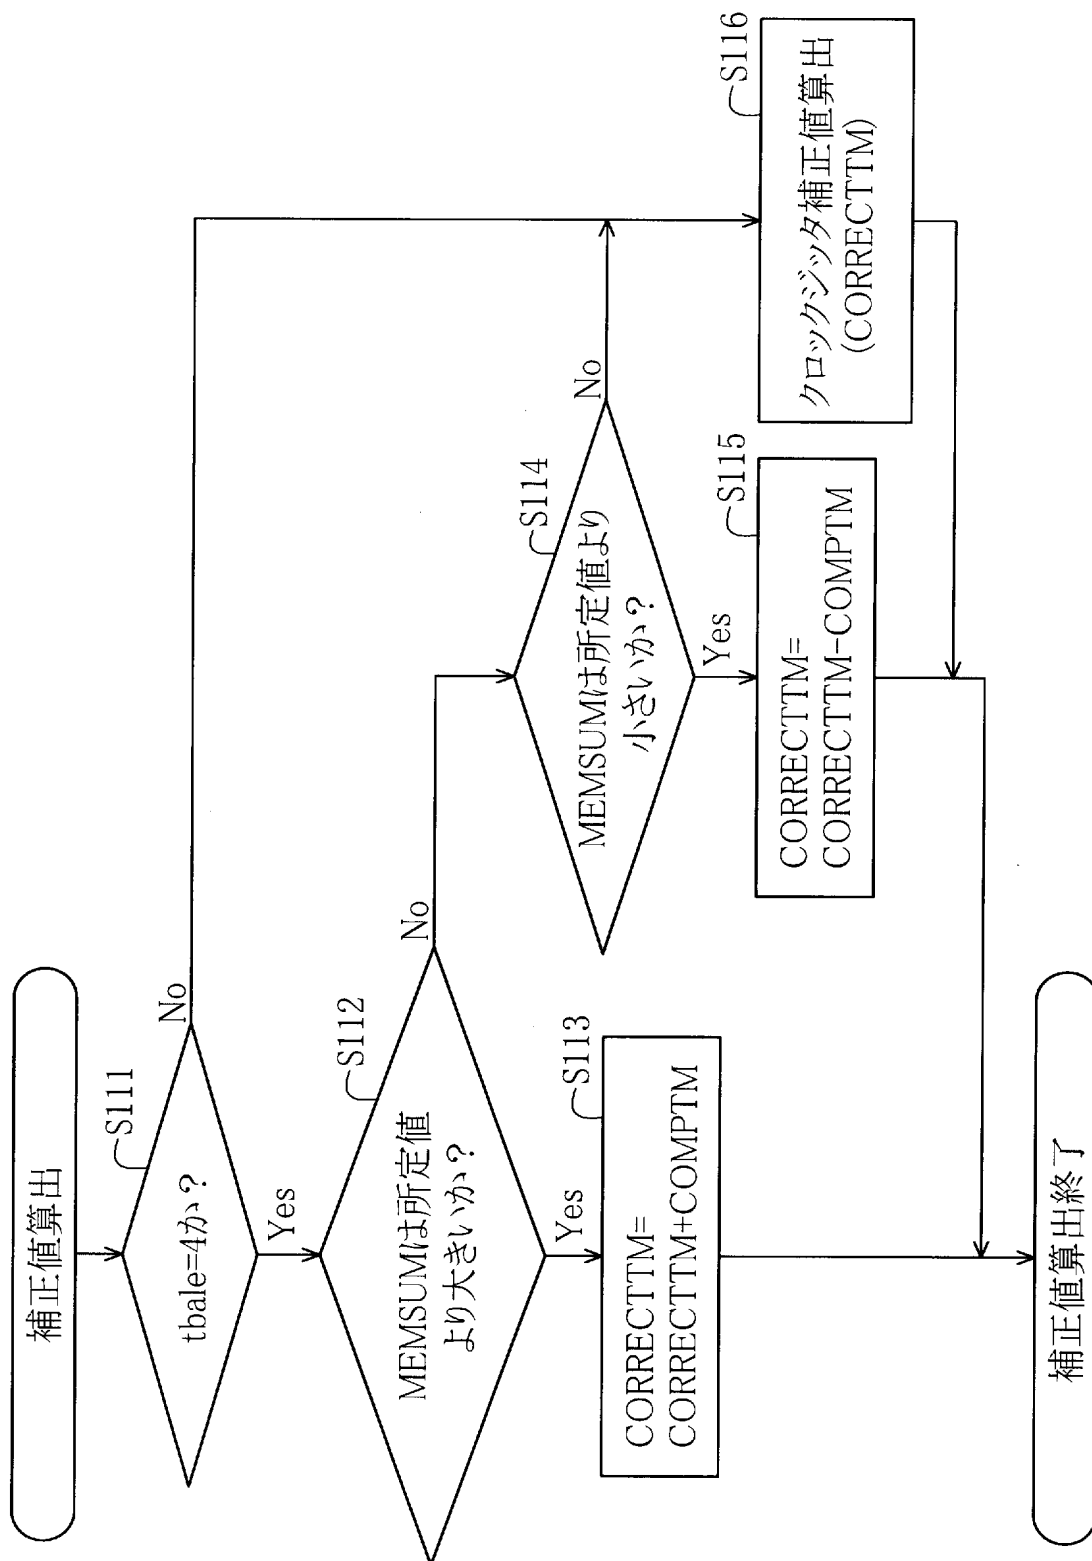 補正値算出
S111
tbale=4か?
No
Yes
S112
MEMSUMは所定値
より大きいか?
No
Yes
S113
CORRECTTM=
CORRECTTM+COMPTM
S114
MEMSUMは所定値より
小さいか?
No
Yes
S115
CORRECTTM=
CORRECTTM-COMPTM
S116
クロックジッタ補正値算出
(CORRECTTM)
補正値算出終了